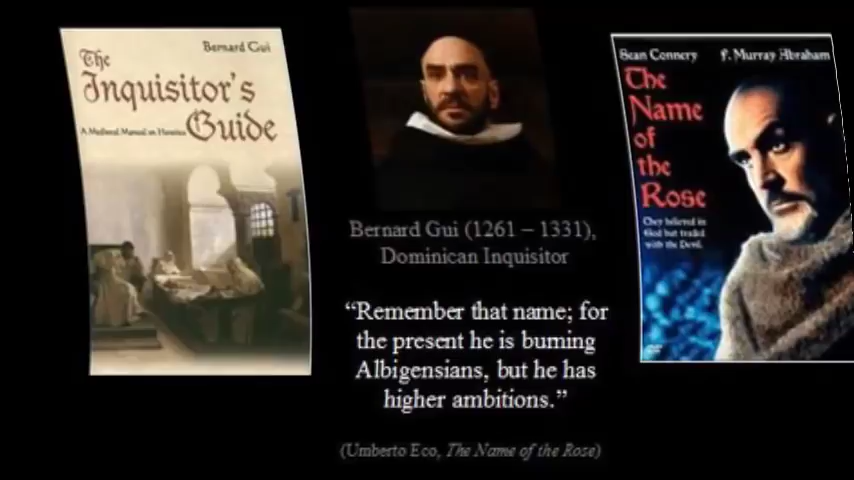 Bernard Gui
The
Inquisitor's
A Medieval Manual on Heretics
Guide
Bernard Gui (1261 – 1331),
Dominican Inquisitor
“Remember that name; for
the present he is burning
Albigensians, but he has
higher ambitions.”
(Umberto Eco, The Name of the Rose)
Sean Connery F. Murray Abraham
The
Name
of
the
Rose
They believed in
God but traded
with the Devil.